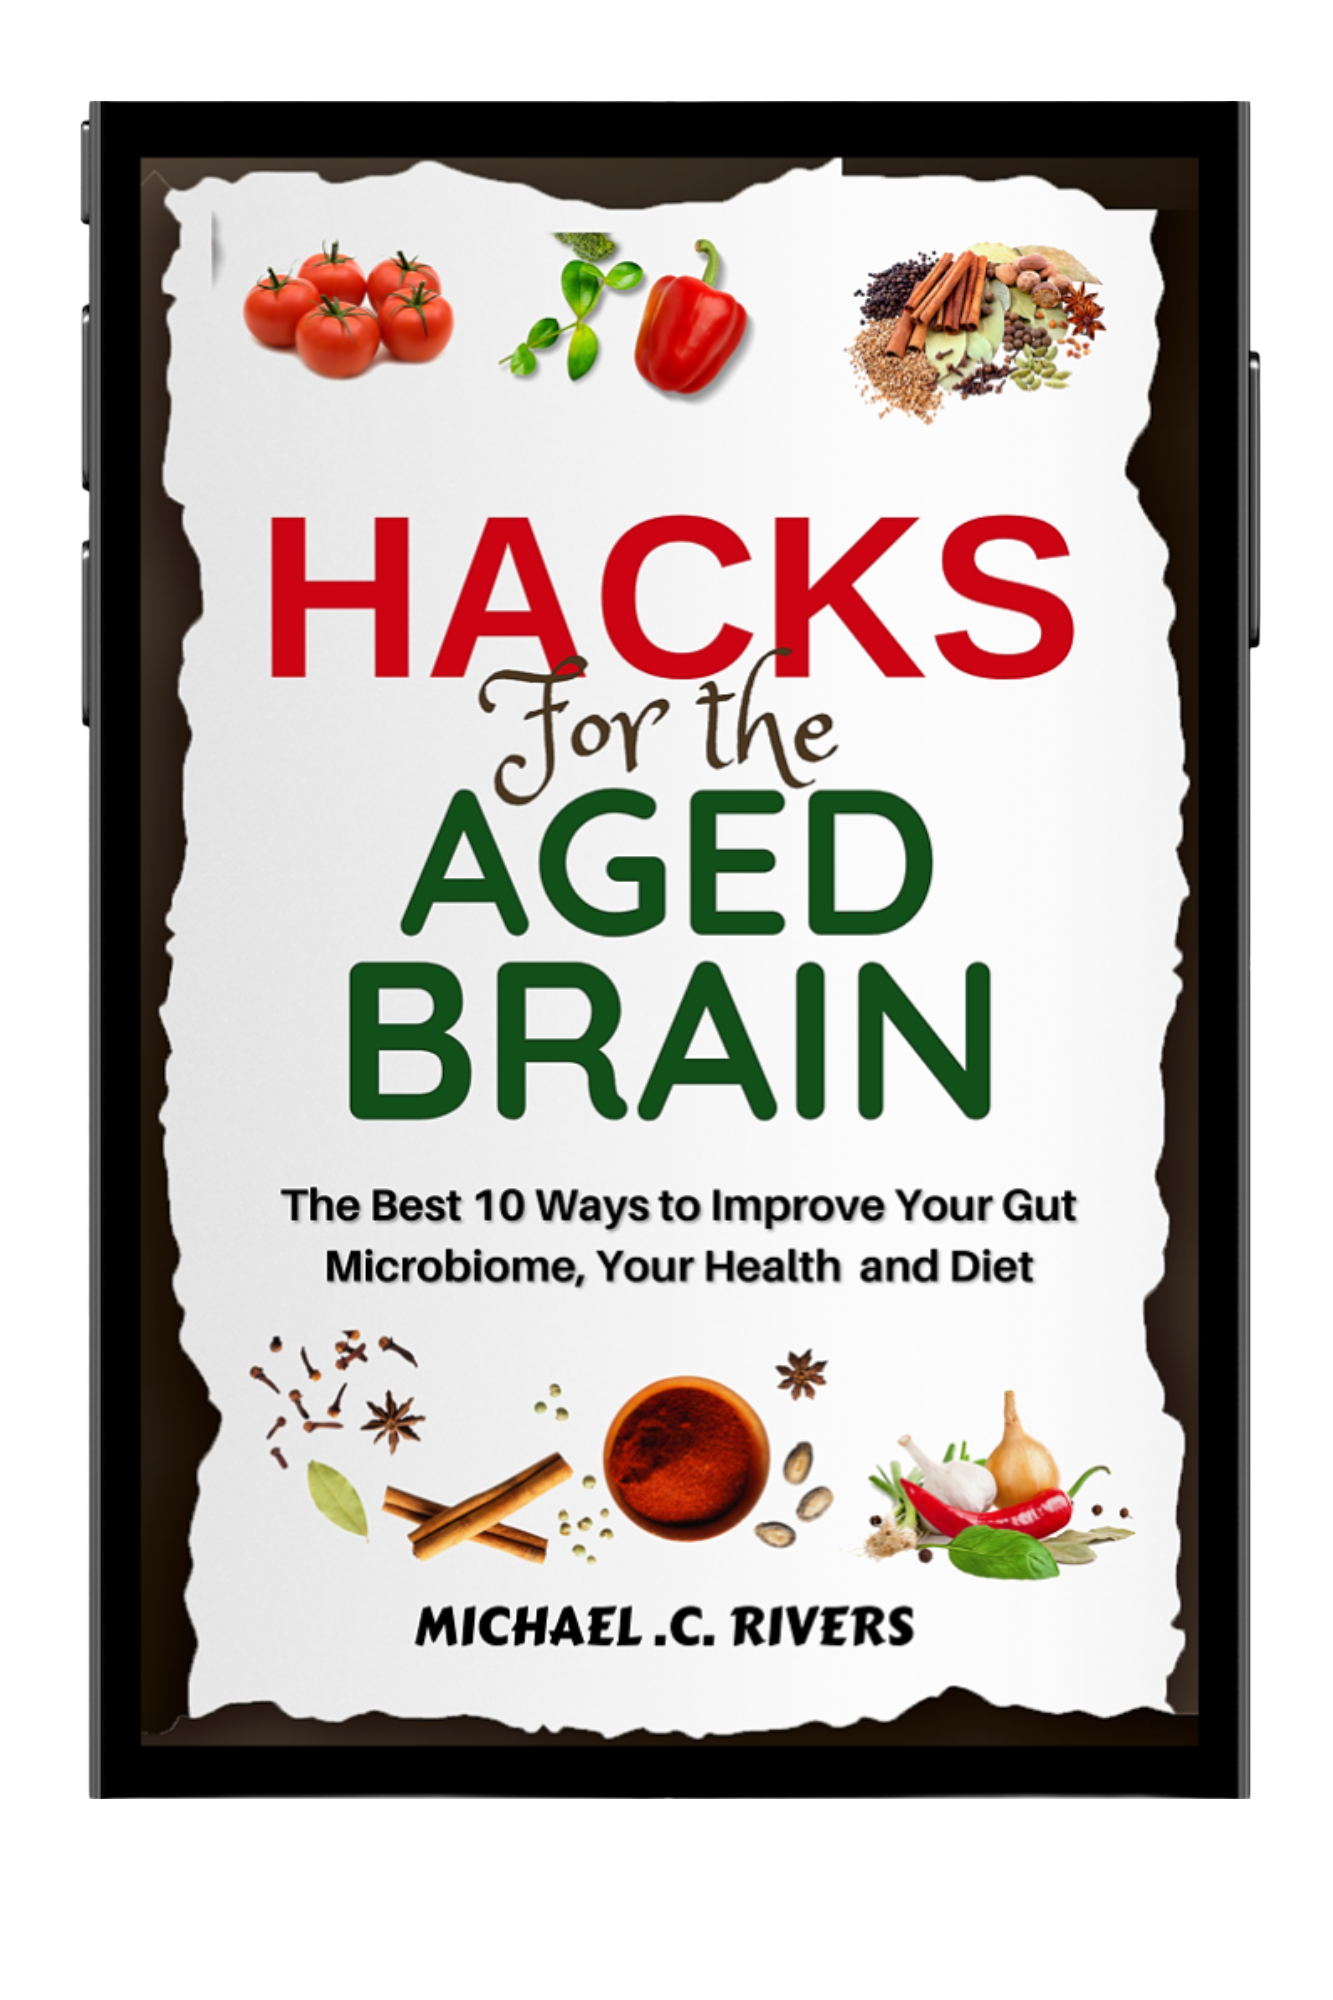 HACKS
For the
AGED
BRAIN
The Best 10 Ways to Improve Your Gut
Microbiome, Your Health and Diet
MICHAEL .C. RIVERS